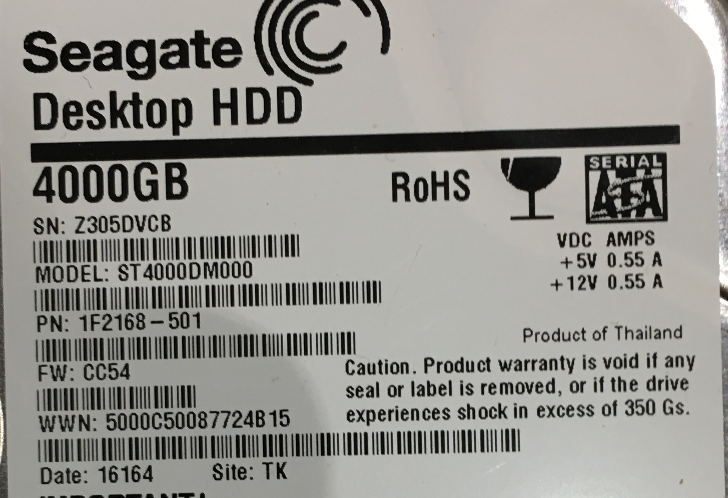 Seagate
Desktop HDD
4000GB
RoHS
SERIAL
ATA
SN: Z305DVCB
VDC AMPS
+5V 0.55 A
+12V 0.55 A
MODEL: ST4000DM000
PN: 1F2168-501
Product of Thailand
FW: CC54
Caution. Product warranty is void if any
seal or label is removed, or if the drive
experiences shock in excess of 350 Gs.
WWN: 5000C50087724B15
Date: 16164 Site: TK
IMPORTANT!